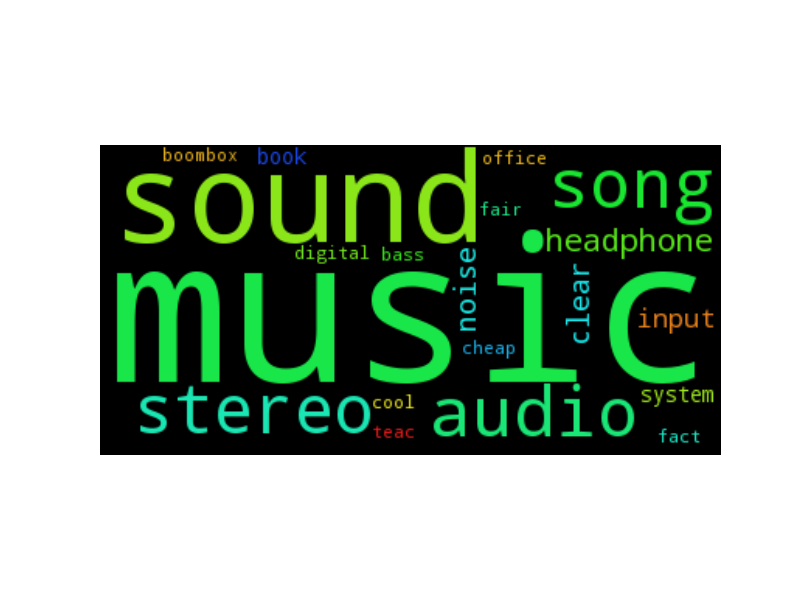 boombox book office
sound song
fair
headphone
digital bass
noise
clear
music
input
cheap
stereo cool audio system
teac fact